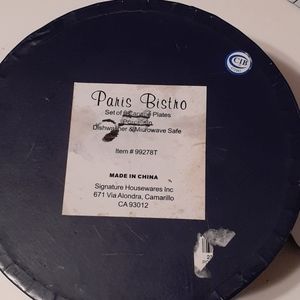 Paris Bistro
Set of Plates
Dishwasher & Microwave Safe
Item # 99278T
MADE IN CHINA
Signature Housewares Inc
671 Via Alondra, Camarillo
CA 93012
CIB